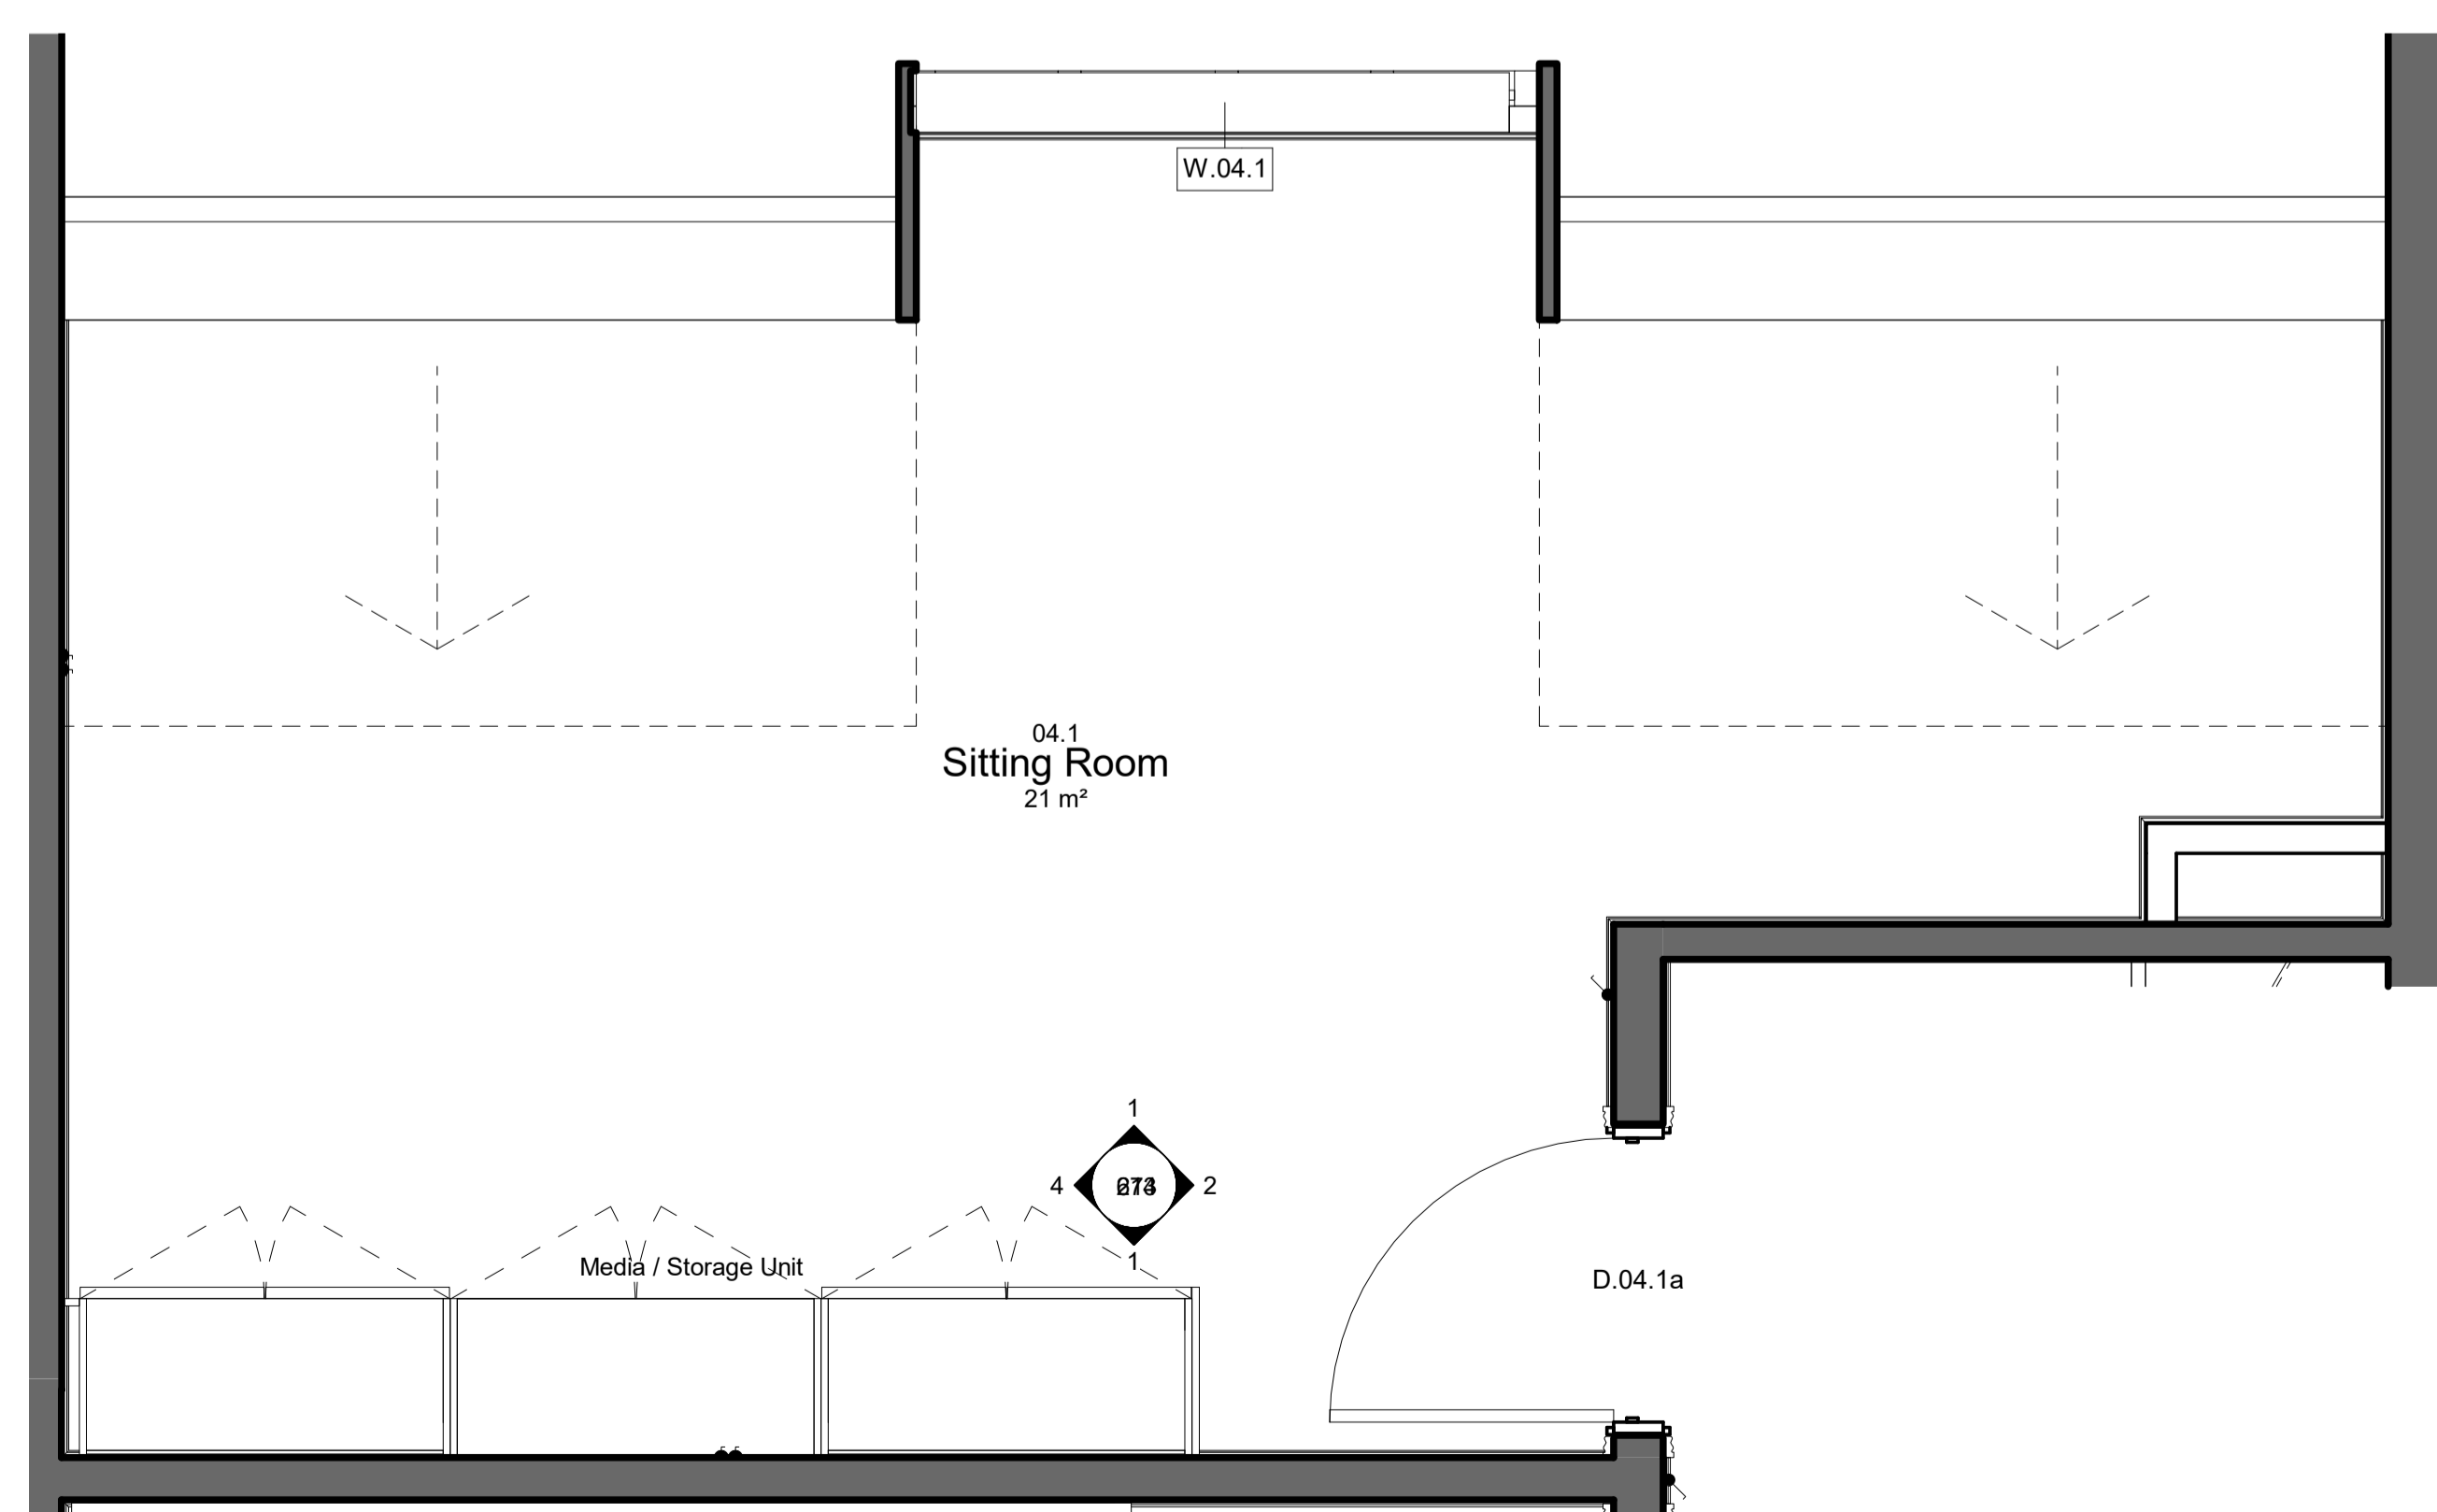 W.04.1
04.1
Sitting Room
21 m²
1
4
2
Media / Storage Unit
1
D.04.1a